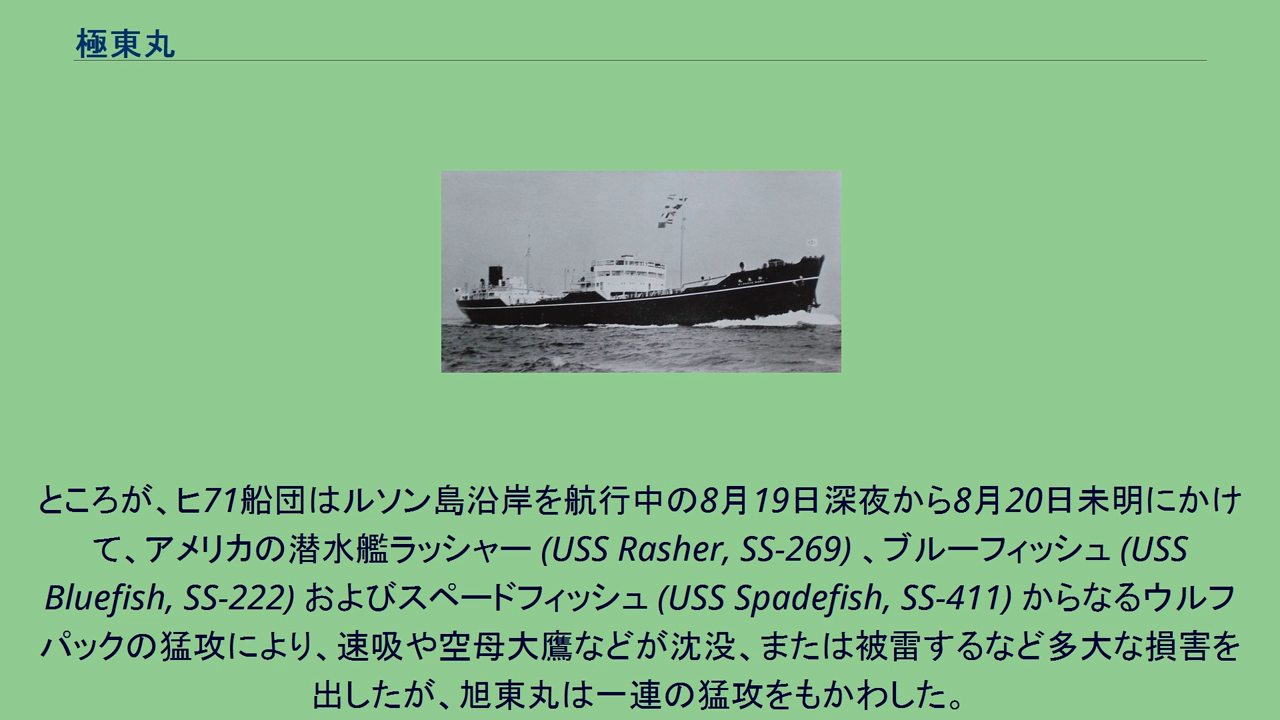 極東丸
ところが、ヒ71船団はルソン島沿岸を航行中の8月19日深夜から8月20日未明にかけ
て、アメリカの潜水艦ラッシャー (USS Rasher, SS-269) 、ブルーフィッシュ (USS
Bluefish, SS-222) およびスペードフィッシュ (USS Spadefish, SS-411) からなるウルフ
パックの猛攻により、速吸や空母大鷹などが沈没、または被雷するなど多大な損害を
出したが、旭東丸は一連の猛攻をもかわした。